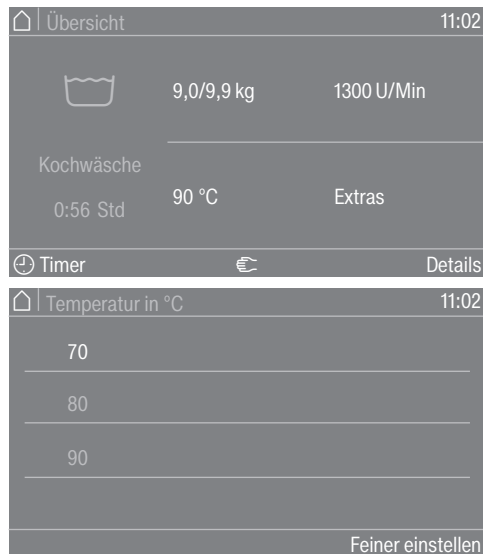 Übersicht 11:02
9,0/9,9 kg 1300 U/Min
Kochwäsche
0:56 Std
90 °C Extras
Timer Details
Temperatur in °C 11:02
70
80
90
Feiner einstellen